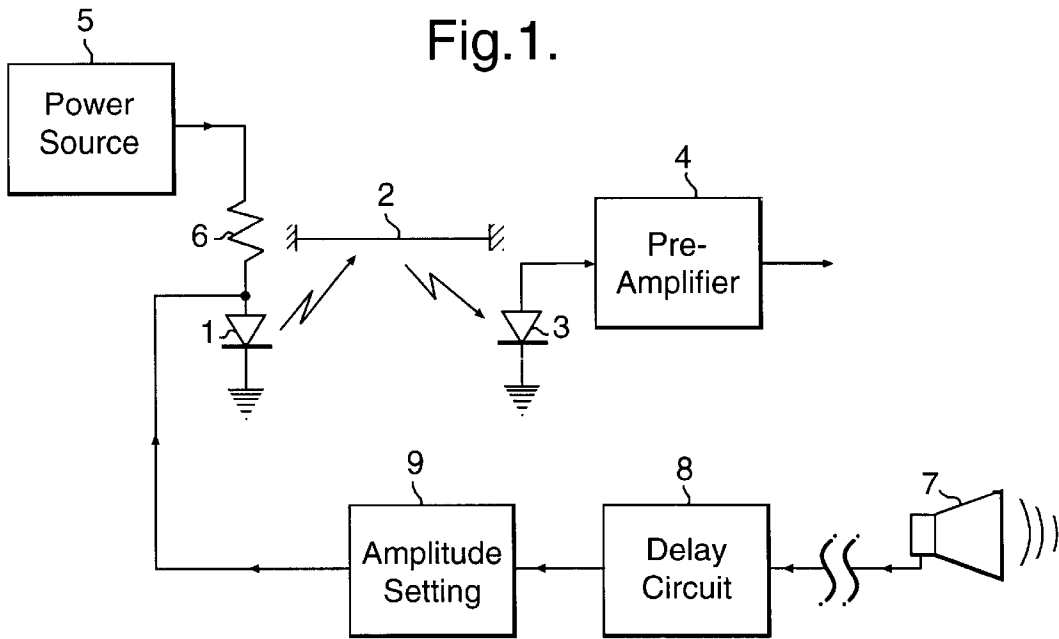 Fig.1.
5
Power
Source
6
2
4
Pre-
Amplifier
1
3
9
Amplitude
Setting
8
Delay
Circuit
7